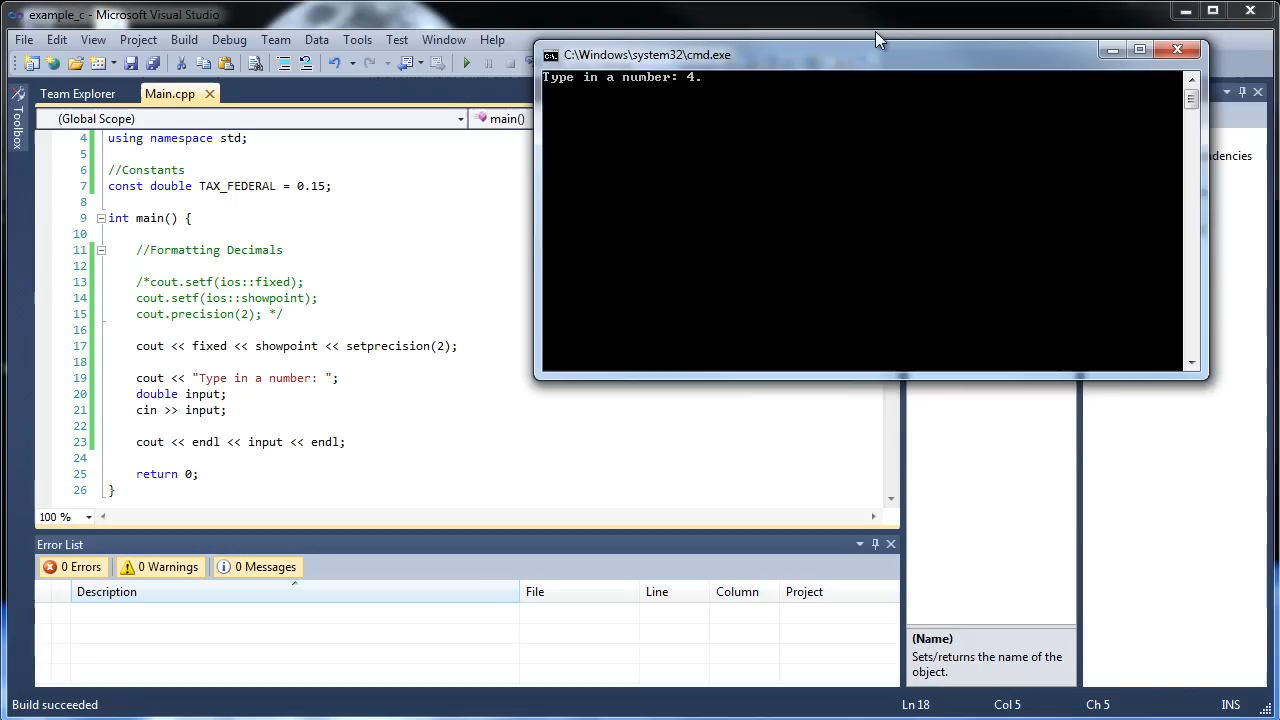 example_c - Microsoft Visual Studio
File Edit View Project Build Debug Team Data Tools Test Window Help
C:\Windows\system32\cmd.exe
Type in a number: 4.
Team Explorer Main.cpp
(Global Scope) main()
Toolbox
4 using namespace std;
5
6 //Constants
7 const double TAX_FEDERAL = 0.15;
8
9 int main() {
10
11 //Formatting Decimals
12
13 /*cout.setf(ios::fixed);
14 cout.setf(ios::showpoint);
15 cout.precision(2); */
16
17 cout << fixed << showpoint << setprecision(2);
18
19 cout << "Type in a number: ";
20 double input;
21 cin >> input;
22
23 cout << endl << input << endl;
24
25 return 0;
26 }
100 %
Error List
0 Errors 0 Warnings 0 Messages
Description File Line Column Project
(Name)
Sets/returns the name of the
object.
Build succeeded Ln 18 Col 5 Ch 5 INS